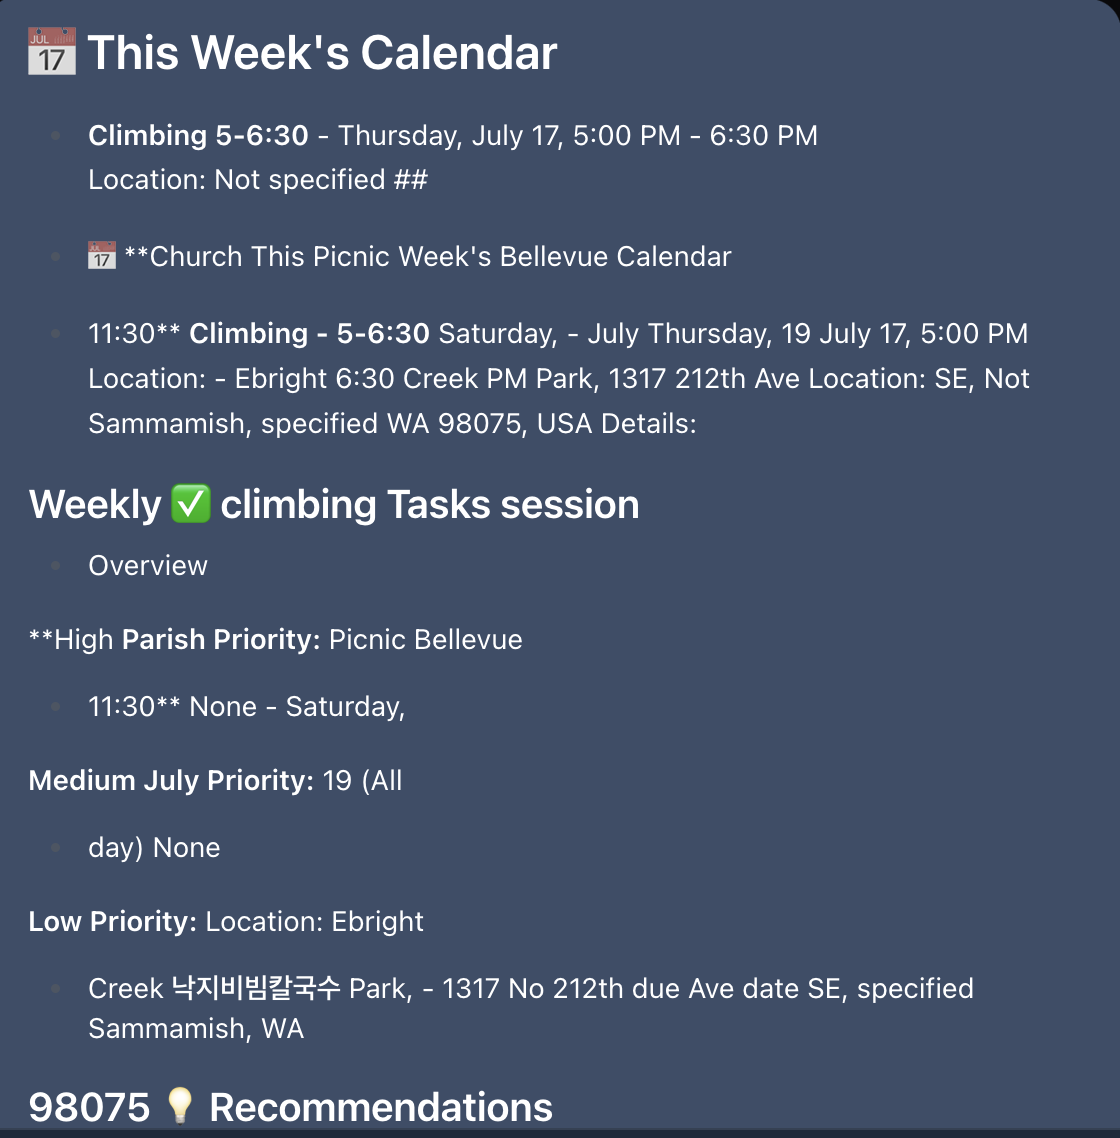 📅 This Week's Calendar
Climbing 5-6:30 - Thursday, July 17, 5:00 PM - 6:30 PM
Location: Not specified ##
📅 **Church This Picnic Week's Bellevue Calendar
11:30** Climbing - 5-6:30 Saturday, - July Thursday, 19 July 17, 5:00 PM
Location: - Ebright 6:30 Creek PM Park, 1317 212th Ave Location: SE, Not
Sammamish, specified WA 98075, USA Details:
Weekly ✅ climbing Tasks session
Overview
**High Parish Priority: Picnic Bellevue
11:30** None - Saturday,
Medium July Priority: 19 (All
day) None
Low Priority: Location: Ebright
Creek 낙지비빔칼국수 Park, - 1317 No 212th due Ave date SE, specified
Sammamish, WA
98075 💡 Recommendations